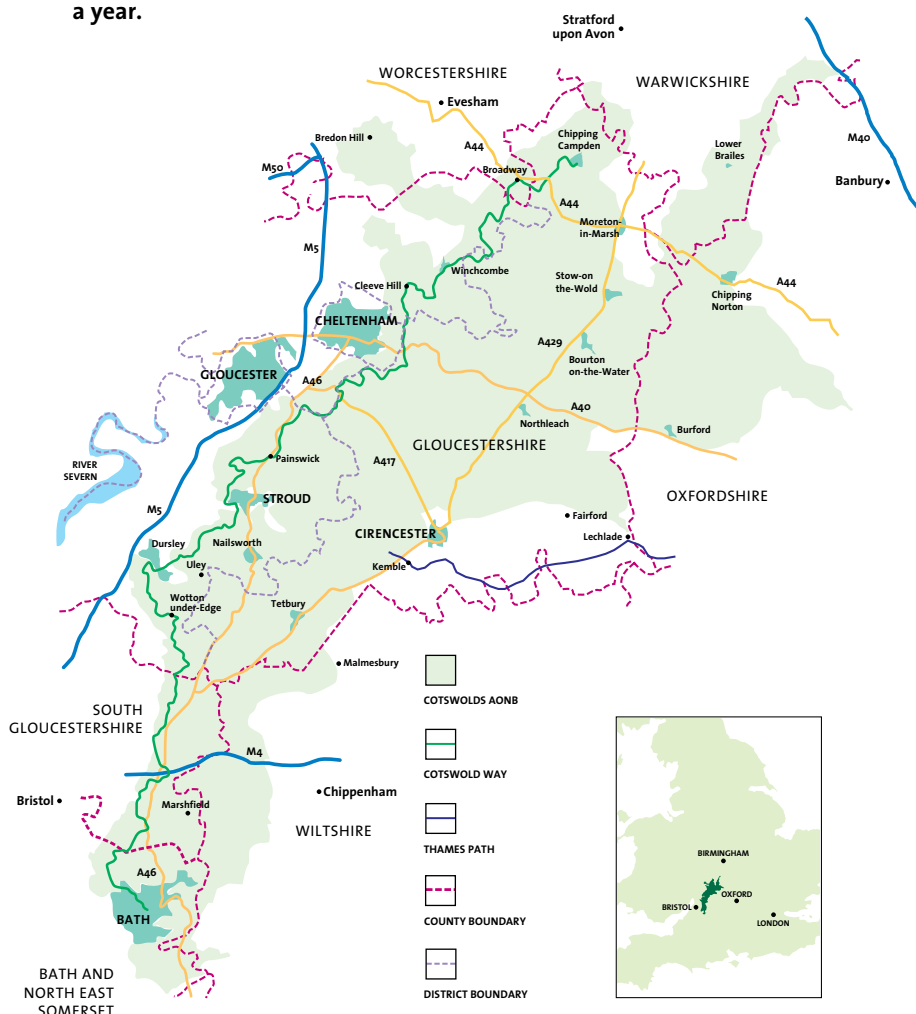 a year.
Stratford
upon Avon
WORCESTERSHIRE
WARWICKSHIRE
Evesham
Bredon Hill
Chipping
Campden
Lower
Brailes
M40
A44
M50
Broadway
Banbury
A44
Moreton-
in-Marsh
M5
Winchcombe
Stow-on
the-Wold
A44
Cleeve Hill
Chipping
Norton
CHELTENHAM
A429
Bourton
on-the-Water
GLOUCESTER
A46
A40
Northleach
Burford
GLOUCESTERSHIRE
Painswick
A417
RIVER
SEVERN
STROUD
OXFORDSHIRE
M5
Fairford
CIRENCESTER
Lechlade
Nailsworth
Dursley
Uley
Kemble
Wotton
under-Edge
Tetbury
Malmesbury
COTSWOLDS AONB
SOUTH
GLOUCESTERSHIRE
COTSWOLD WAY
M4
Bristol
Chippenham
Marshfield
WILTSHIRE
THAMES PATH
A46
COUNTY BOUNDARY
BATH
BATH AND
NORTH EAST
SOMERSET
DISTRICT BOUNDARY
BIRMINGHAM
OXFORD
BRISTOL
LONDON